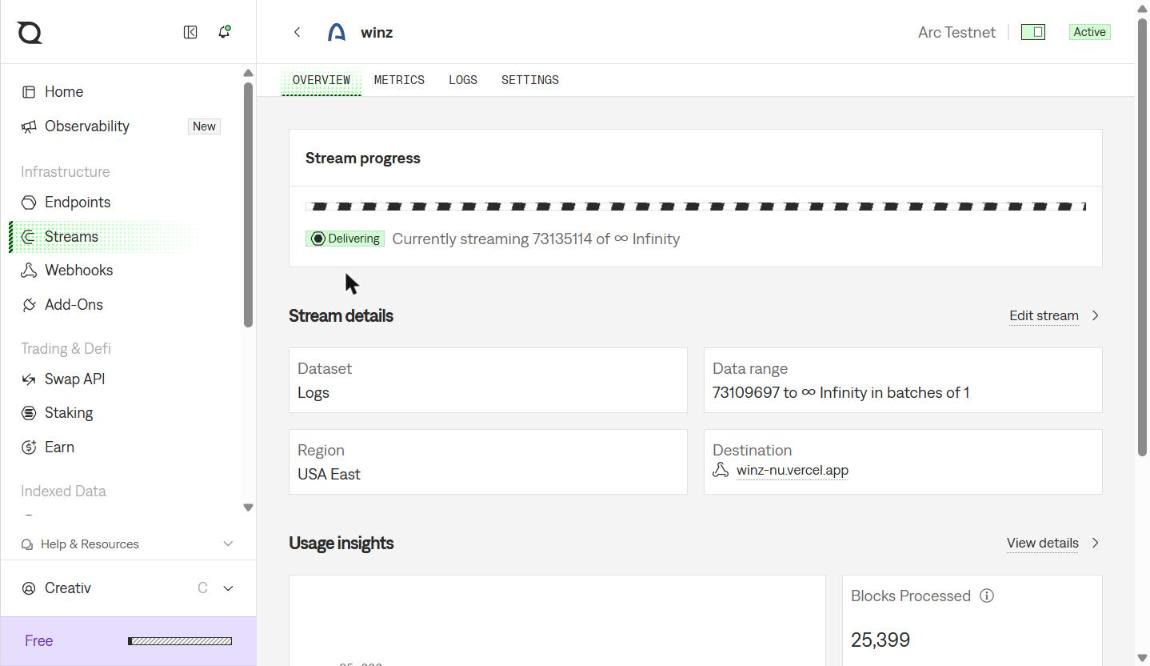 winz
Arc Testnet
Active
OVERVIEW METRICS LOGS SETTINGS
Home
Observability New
Infrastructure
Endpoints
Streams
Webhooks
Add-Ons
Trading & Defi
Swap API
Staking
Earn
Indexed Data
Help & Resources
Creativ C
Free
Stream progress
Delivering Currently streaming 73135114 of ∞ Infinity
Stream details
Edit stream
Dataset
Logs
Data range
73109697 to ∞ Infinity in batches of 1
Region
USA East
Destination
winz-nu.vercel.app
Usage insights
View details
Blocks Processed
25,399